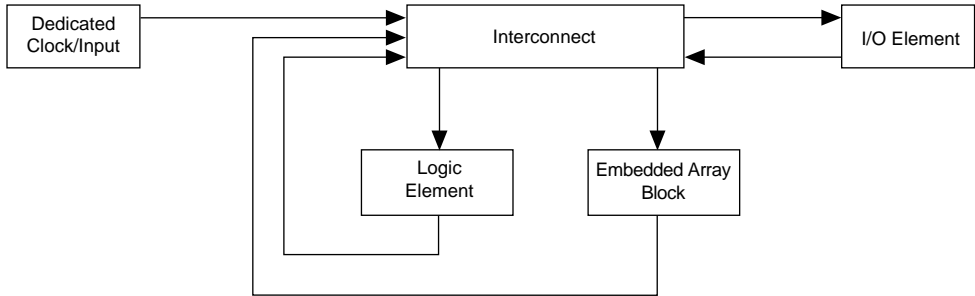 Dedicated
Clock/Input
Interconnect
I/O Element
Logic
Element
Embedded Array
Block